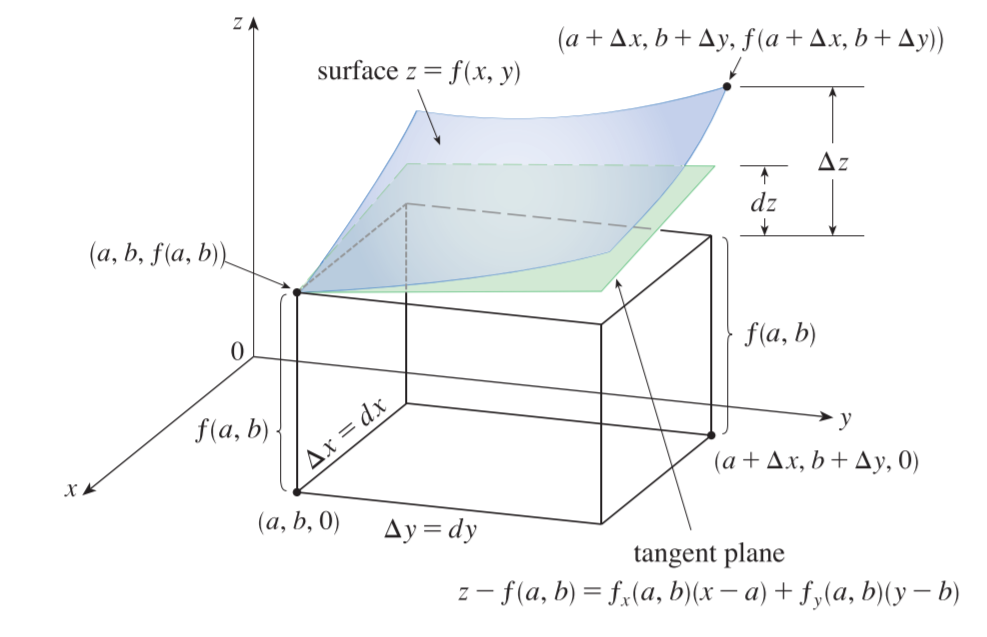 z
(a + Δx, b + Δy, f(a + Δx, b + Δy))
surface z = f(x, y)
Δz
dz
(a, b, f(a, b))
f(a, b)
0
y
f(a, b)
Δx = dx
(a + Δx, b + Δy, 0)
x
(a, b, 0)
Δy = dy
tangent plane
z − f(a, b) = fₓ(a, b)(x − a) + f_y(a, b)(y − b)